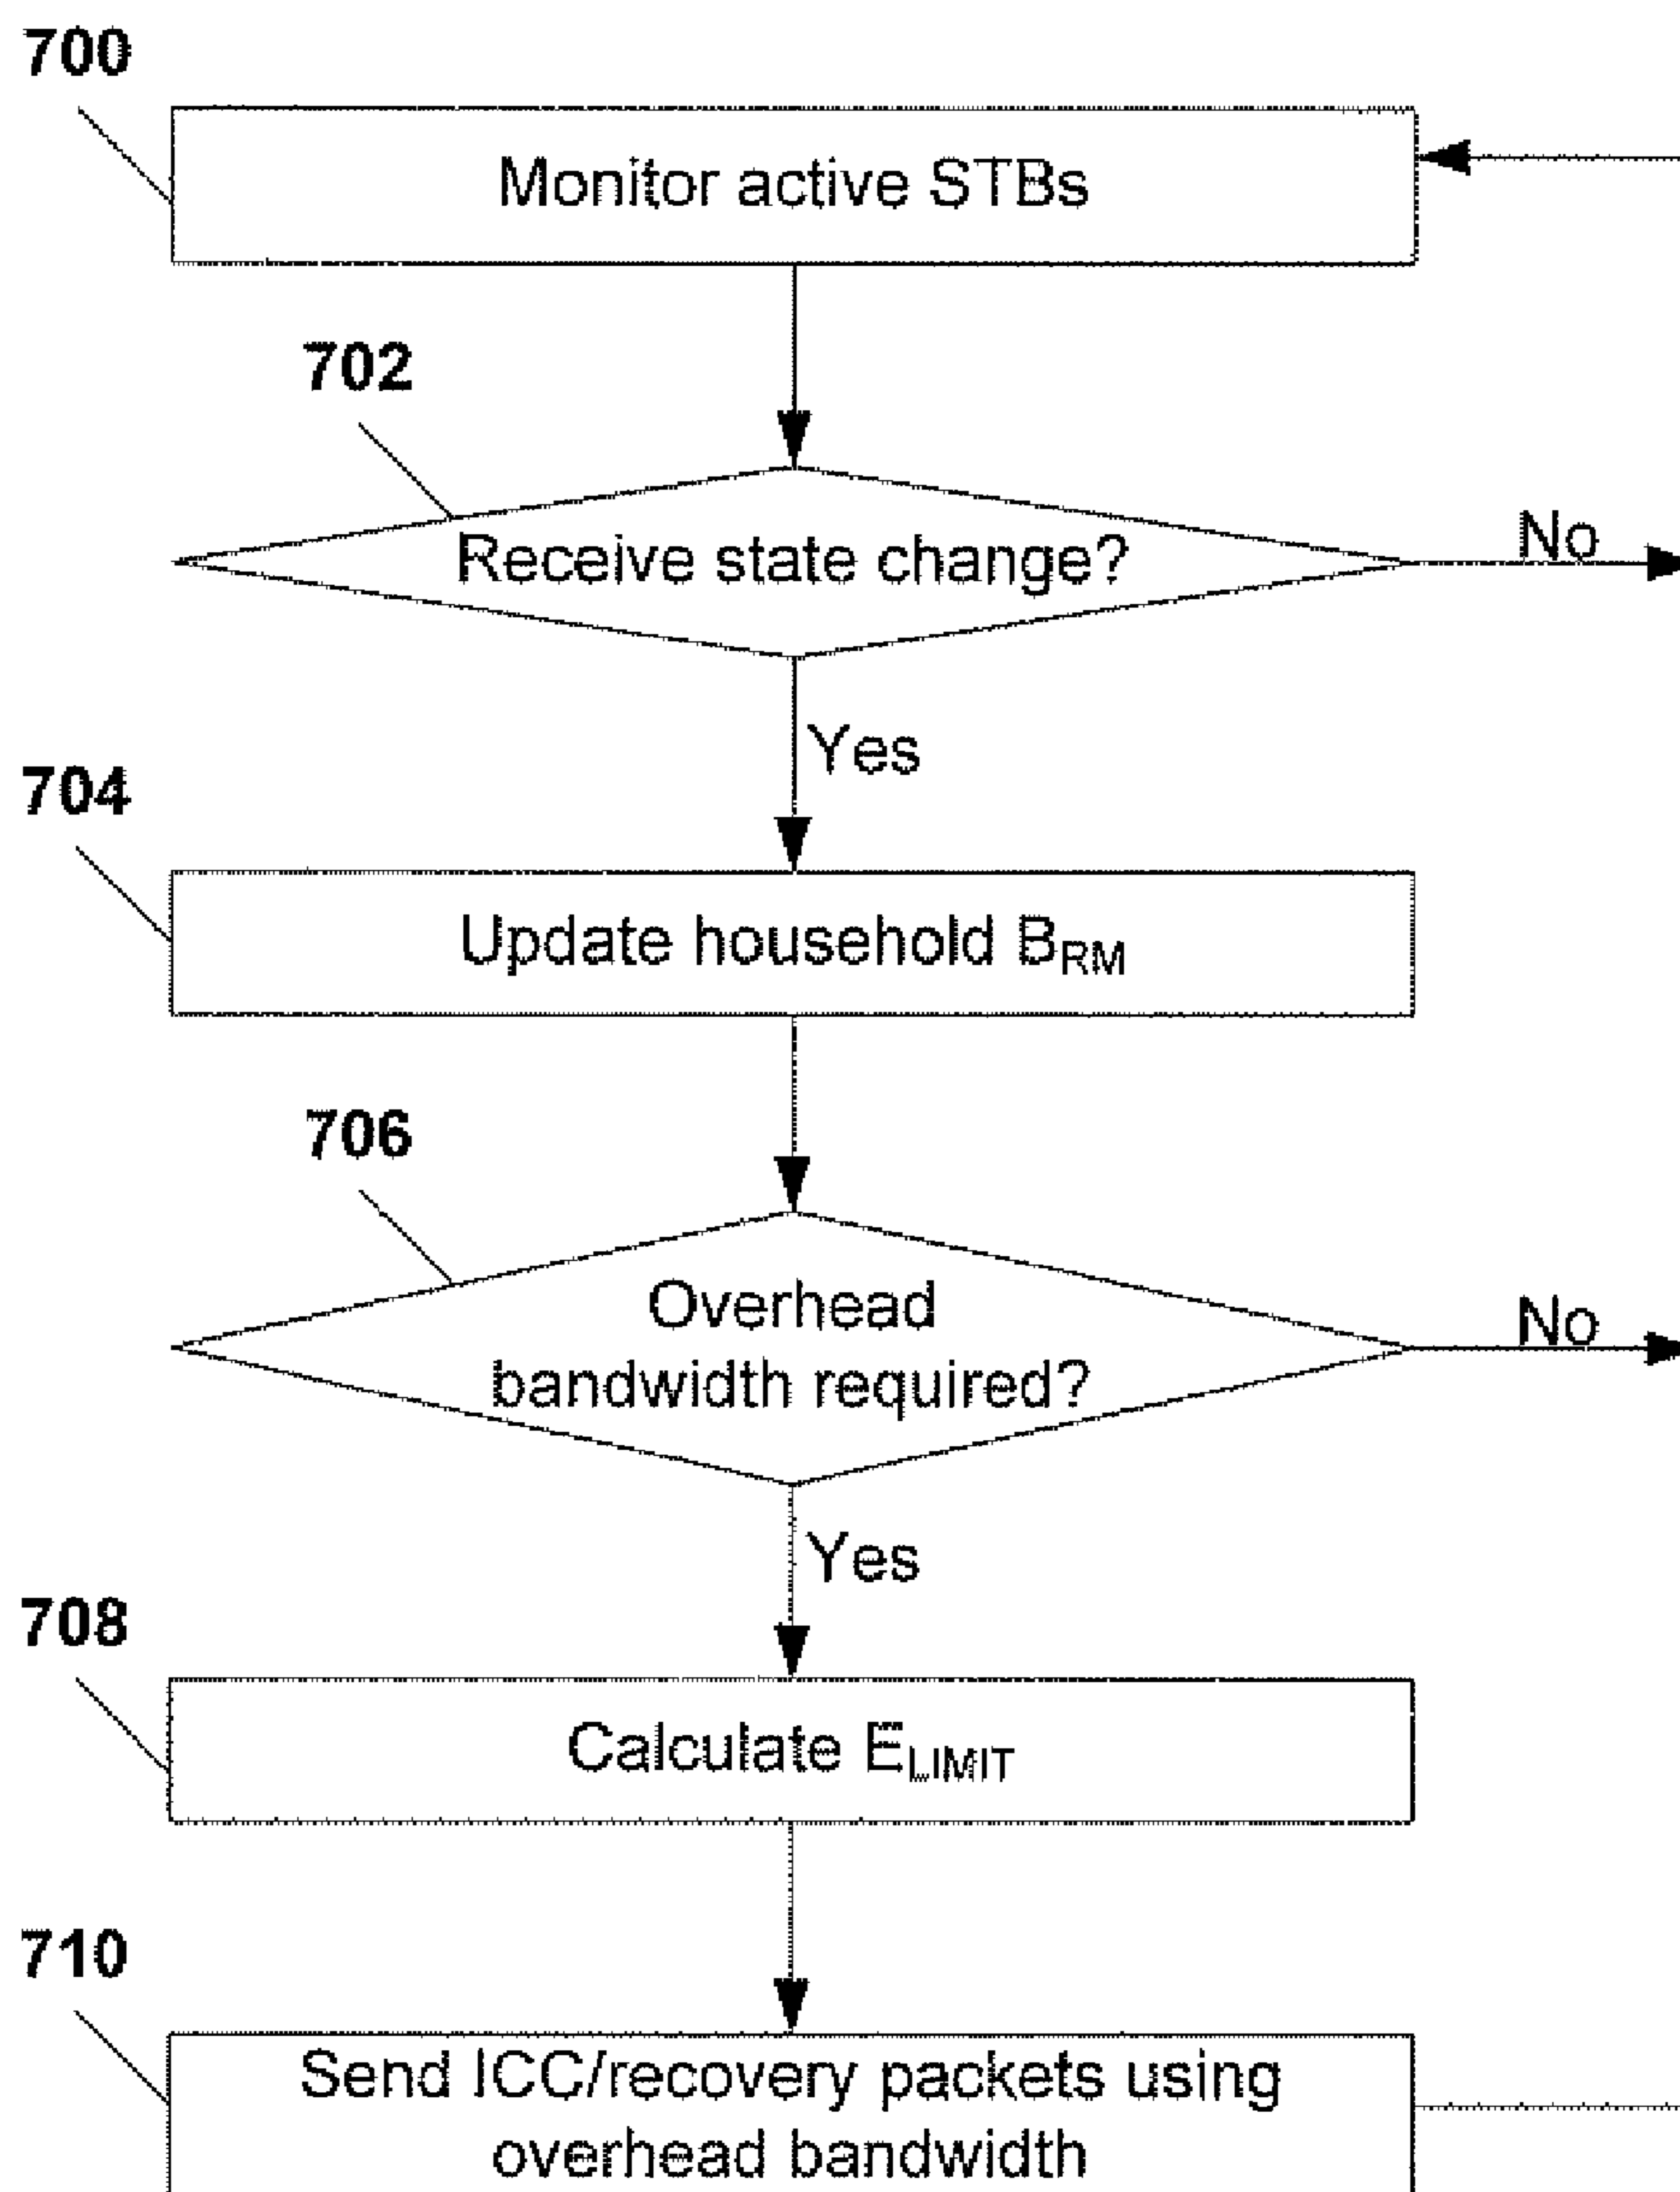 700
Monitor active STBs
702
Receive state change?
No
Yes
704
Update household BRM
706
Overhead
bandwidth required?
No
Yes
708
Calculate ELIMIT
710
Send ICC/recovery packets using
overhead bandwidth